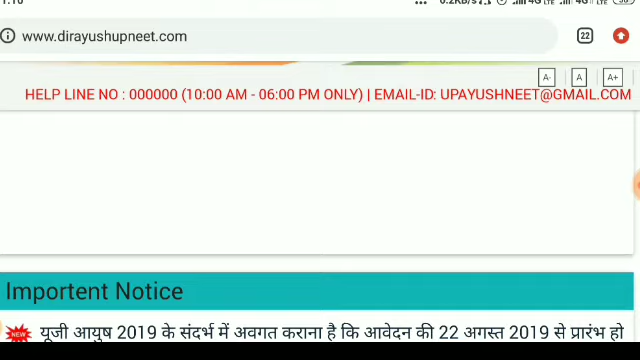 www.dirayushupneet.com
22
A- A A+
HELP LINE NO : 000000 (10:00 AM - 06:00 PM ONLY) | EMAIL-ID: UPAYUSHNEET@GMAIL.COM
Importent Notice
NEW यूजी आयुष 2019 के संदर्भ में अवगत कराना है कि आवेदन की 22 अगस्त 2019 से प्रारंभ हो